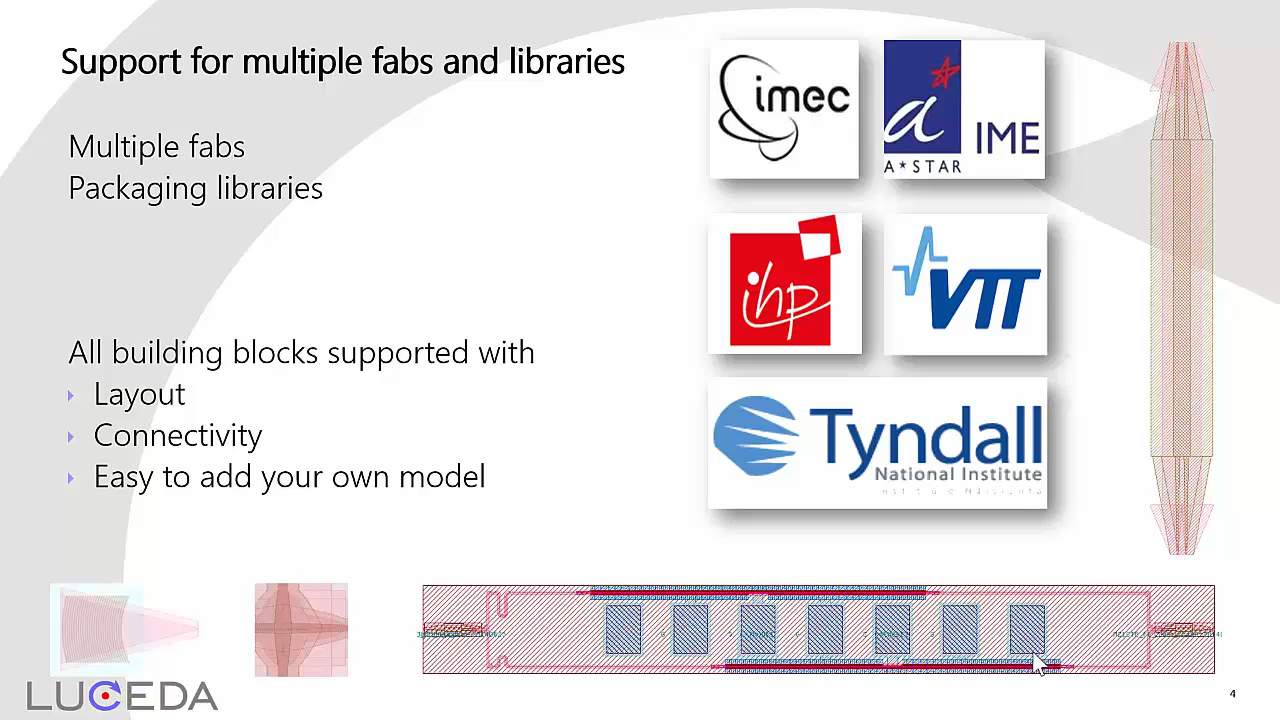 Support for multiple fabs and libraries
Multiple fabs
Packaging libraries
All building blocks supported with
Layout
Connectivity
Easy to add your own model
imec
a
A★STAR
IME
ihp
VTT
Tyndall
National Institute
LUCEDA
4